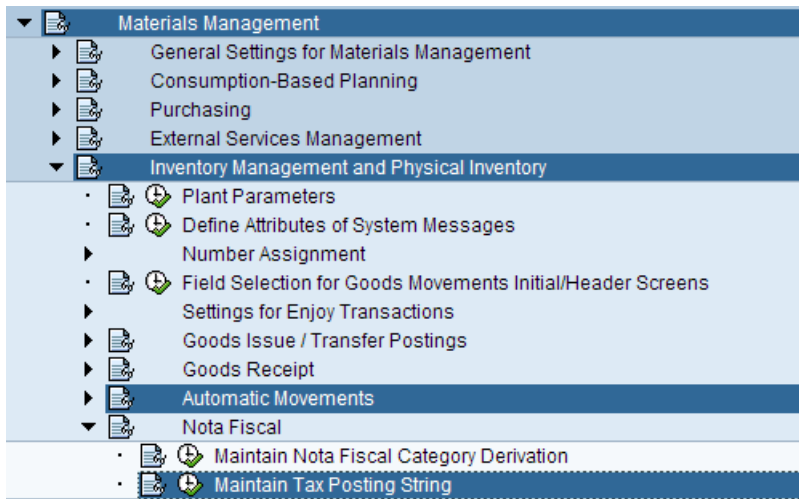 Materials Management
General Settings for Materials Management
Consumption-Based Planning
Purchasing
External Services Management
Inventory Management and Physical Inventory
Plant Parameters
Define Attributes of System Messages
Number Assignment
Field Selection for Goods Movements Initial/Header Screens
Settings for Enjoy Transactions
Goods Issue / Transfer Postings
Goods Receipt
Automatic Movements
Nota Fiscal
Maintain Nota Fiscal Category Derivation
Maintain Tax Posting String